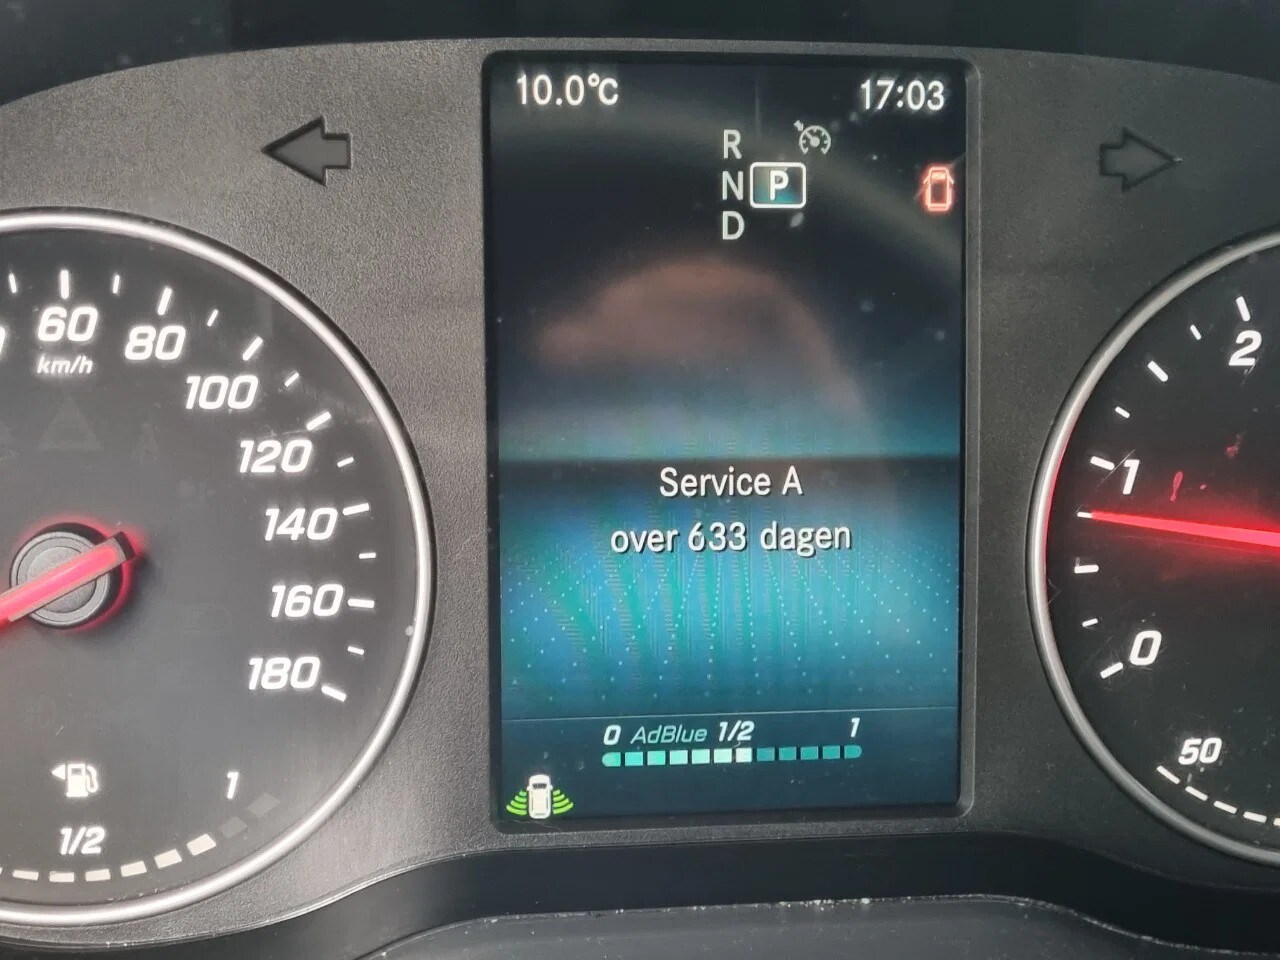 10.0°C 17:03
R
N P
D
60
km/h
80
100
120
140
160
180
1/2
1
Service A
over 633 dagen
0 AdBlue 1/2 1
2
1
0
50